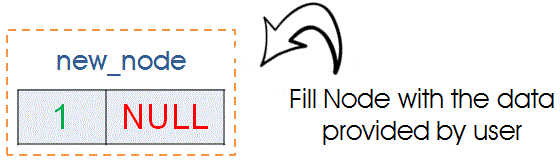 new_node
1 NULL
Fill Node with the data
provided by user